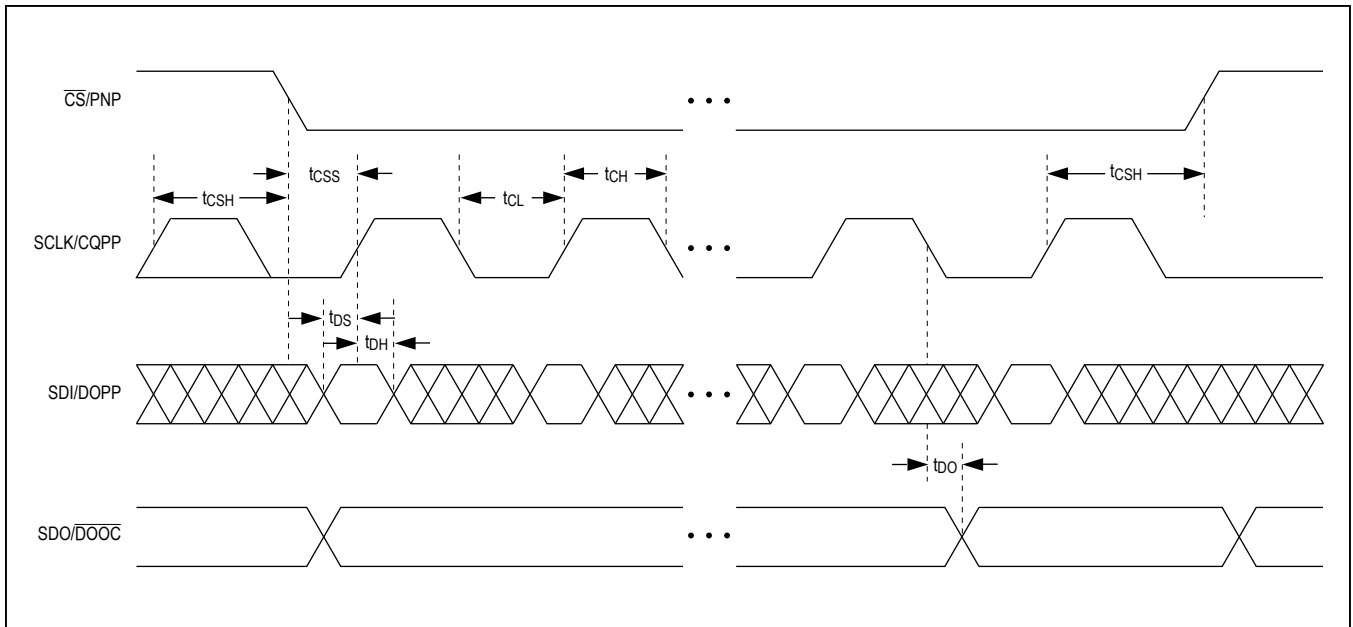 CS/PNP
tCSS
tCSH
tCL
tCH
tCSH
SCLK/CQPP
tDS
tDH
SDI/DOPP
tDO
SDO/DOOC